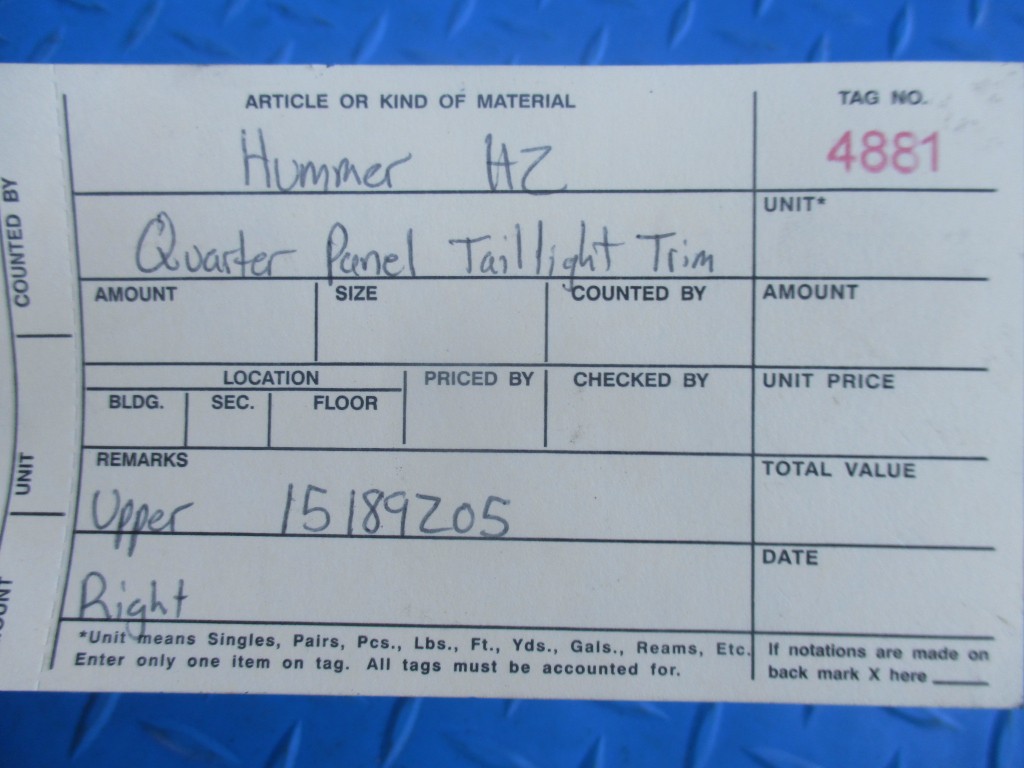 ARTICLE OR KIND OF MATERIAL
TAG NO.
Hummer H2
4881
UNIT*
Quarter Panel Taillight Trim
AMOUNT SIZE COUNTED BY AMOUNT
LOCATION PRICED BY CHECKED BY UNIT PRICE
BLDG. SEC. FLOOR
REMARKS
TOTAL VALUE
Upper 15189205
DATE
Right
*Unit means Singles, Pairs, Pcs., Lbs., Ft., Yds., Gals., Reams, Etc.
Enter only one item on tag. All tags must be accounted for.
If notations are made on
back mark X here ____
COUNTED BY
UNIT